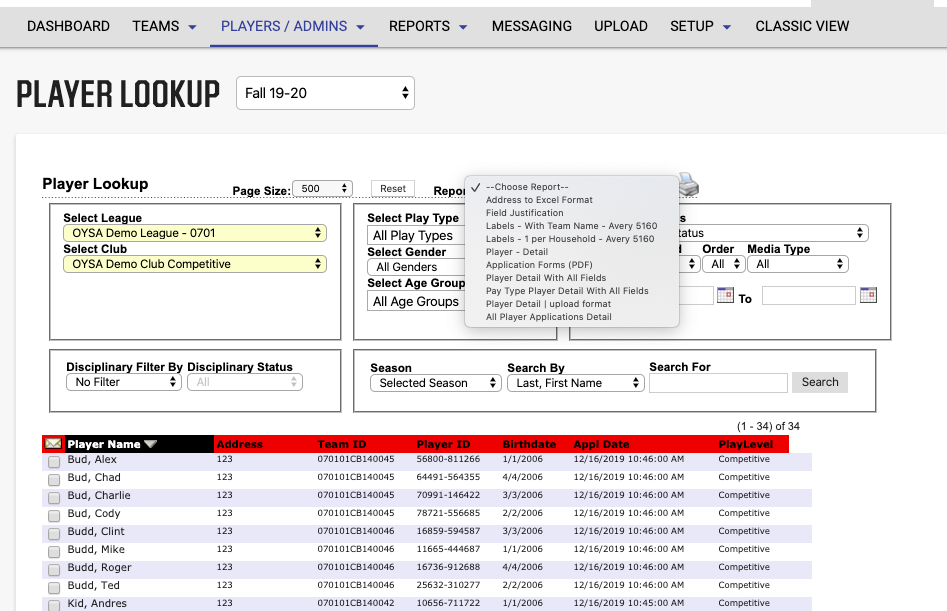 DASHBOARD TEAMS PLAYERS / ADMINS REPORTS MESSAGING UPLOAD SETUP CLASSIC VIEW
PLAYER LOOKUP Fall 19-20
Player Lookup Page Size: 500 Reset Repor
--Choose Report--
Address to Excel Format
Field Justification
Labels - With Team Name - Avery 5160
Labels - 1 per Household - Avery 5160
Player - Detail
Application Forms (PDF)
Player Detail With All Fields
Pay Type Player Detail With All Fields
Player Detail | upload format
All Player Applications Detail
Select League
OYSA Demo League - 0701
Select Club
OYSA Demo Club Competitive
Select Play Type
All Play Types
Select Gender
All Genders
Select Age Group
All Age Groups
s
tatus
d Order Media Type
All All
To
Disciplinary Filter By Disciplinary Status
No Filter All
Season Search By Search For
Selected Season Last, First Name Search
(1 - 34) of 34
Player Name Address Team ID Player ID Birthdate Appl Date PlayLevel
Bud, Alex 123 070101CB140045 56800-811266 1/1/2006 12/16/2019 10:46:00 AM Competitive
Bud, Chad 123 070101CB140045 64491-564355 4/4/2006 12/16/2019 10:46:00 AM Competitive
Bud, Charlie 123 070101CB140045 70991-146422 3/3/2006 12/16/2019 10:46:00 AM Competitive
Bud, Cody 123 070101CB140045 78721-556685 2/2/2006 12/16/2019 10:46:00 AM Competitive
Budd, Clint 123 070101CB140046 16859-594587 3/3/2006 12/16/2019 10:46:00 AM Competitive
Budd, Mike 123 070101CB140046 11665-444687 1/1/2006 12/16/2019 10:46:00 AM Competitive
Budd, Roger 123 070101CB140046 16736-912688 4/4/2006 12/16/2019 10:46:00 AM Competitive
Budd, Ted 123 070101CB140046 25632-310277 2/2/2006 12/16/2019 10:46:00 AM Competitive
Kid, Andres 123 070101CB140042 10656-711722 1/1/2006 12/16/2019 10:45:00 AM Competitive